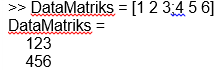 >> DataMatriks = [1 2 3;4 5 6]
DataMatriks =
123
456